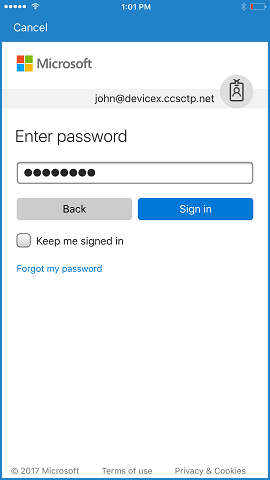 1:01 PM
Cancel
Microsoft
john@devicex.ccsctp.net
Enter password
Back Sign in
Keep me signed in
Forgot my password
© 2017 Microsoft Terms of use Privacy & Cookies